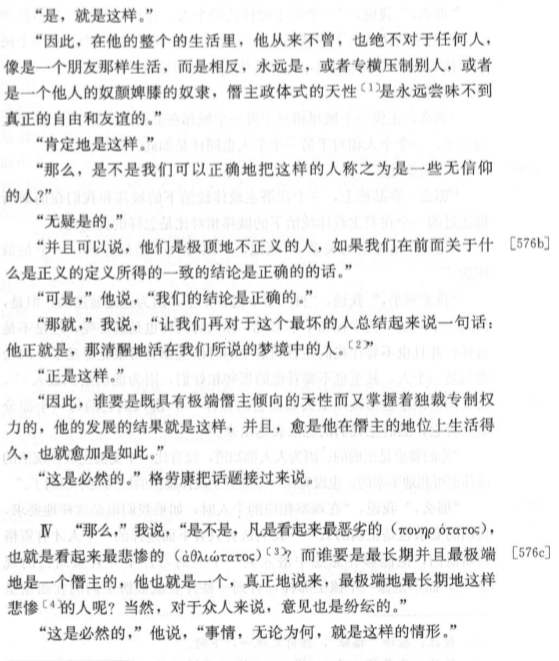 “是，就是这样。”
“因此，在他的整个的生活里，他从来不曾，也绝不对于任何人，
像是一个朋友那样生活，而是相反，永远是，或者专横压制别人，或者
是一个他人的奴颜婢膝的奴隶，僭主政体式的天性〔1〕是永远尝味不到
真正的自由和友谊的。”
“肯定地是这样。”
“那么，是不是我们可以正确地把这样的人称之为是一些无信仰
的人？”
“无疑是的。”
“并且可以说，他们是极顶地不正义的人，如果我们在前面关于什 [576b]
么是正义的定义所得的一致的结论是正确的的话。”
“可是，”他说，“我们的结论是正确的。”
“那就，”我说，“让我们再对于这个最坏的人总结起来说一句话：
他正就是，那清醒地活在我们所说的梦境中的人。〔2〕”
“正是这样。”
“因此，谁要是既具有极端僭主倾向的天性而又掌握着独裁专制权
力的，他的发展的结果就是这样，并且，愈是他在僭主的地位上生活得
久，也就愈加是如此。”
“这是必然的。”格劳康把话题接过来说。
Ⅳ “那么，”我说，“是不是，凡是看起来最恶劣的（πονηρότατος），
也就是看起来最悲惨的（ἀθλιώτατος）〔3〕？而谁要是最长期并且最极端 [576c]
地是一个僭主的，他也就是一个，真正地说来，最极端地最长期地这样
悲惨〔4〕的人呢？当然，对于众人来说，意见也是纷纭的。”
“这是必然的，”他说，“事情，无论为何，就是这样的情形。”